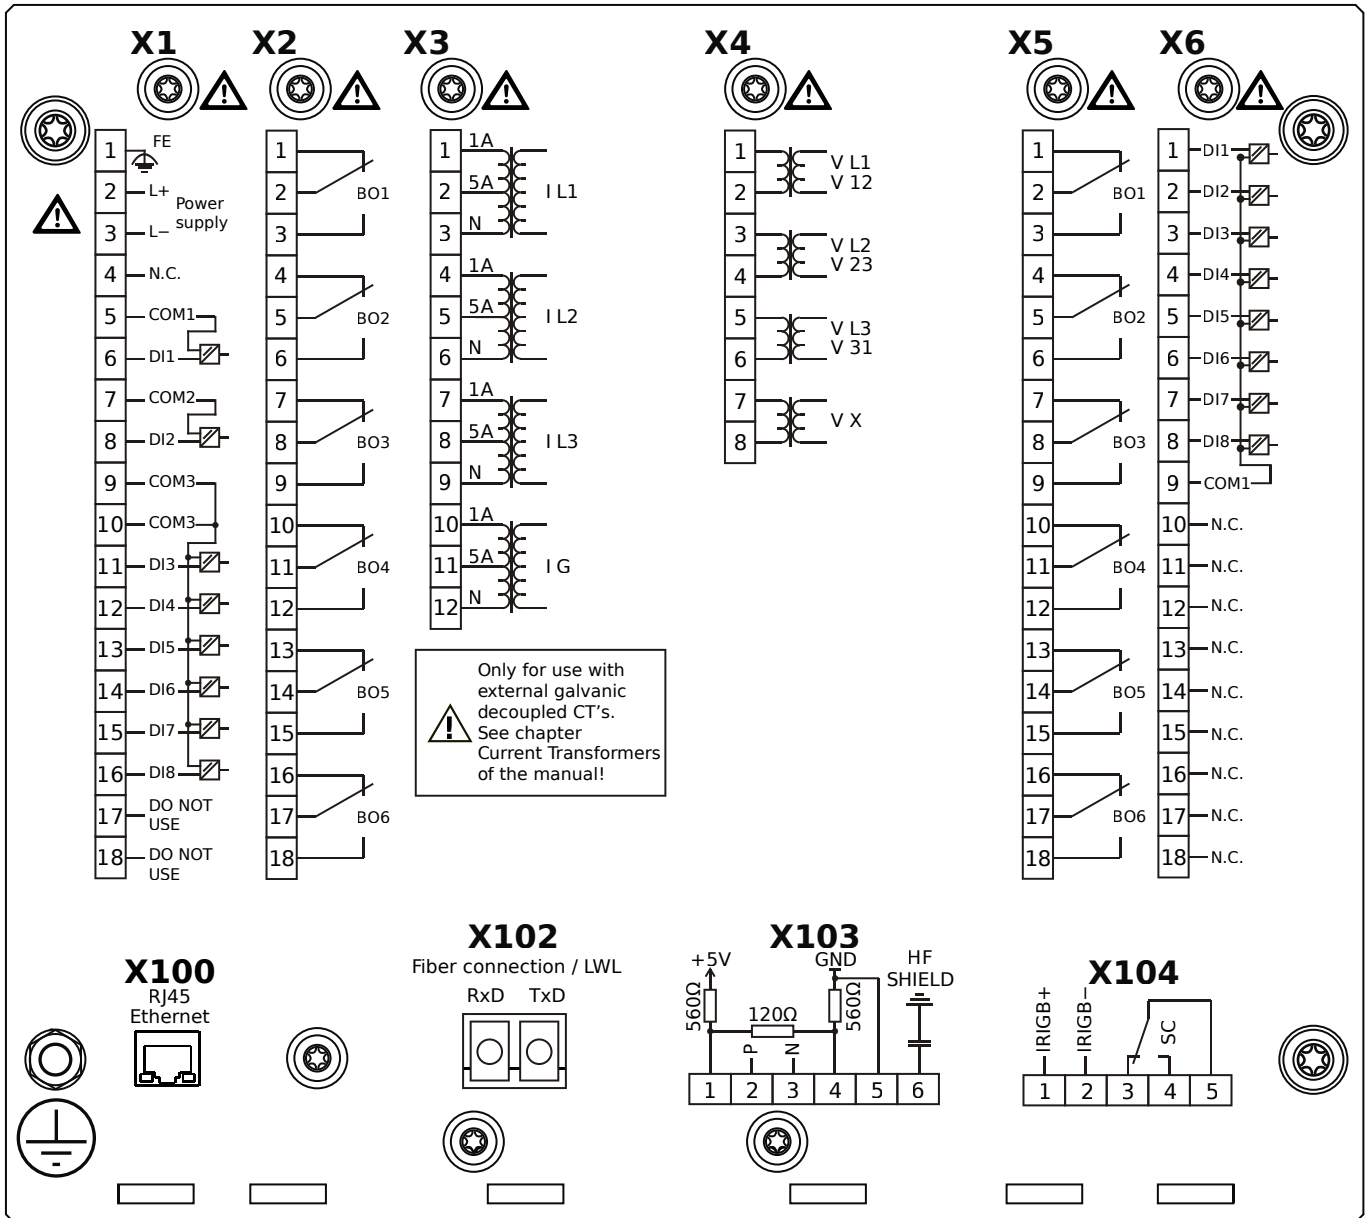 X1 X2 X3 X4 X5 X6
1 FE
2 L+
Power
supply
3 L−
4 N.C.
5 COM1
6 DI1
7 COM2
8 DI2
9 COM3
10 COM3
11 DI3
12 DI4
13 DI5
14 DI6
15 DI7
16 DI8
17 DO NOT
USE
18 DO NOT
USE
1
2 BO1
3
4
5 BO2
6
7
8 BO3
9
10
11 BO4
12
13
14 BO5
15
16
17 BO6
18
1 1A
2 5A I L1
3 N
4 1A
5 5A I L2
6 N
7 1A
8 5A I L3
9 N
10 1A
11 5A I G
12 N
Only for use with
external galvanic
decoupled CT's.
See chapter
Current Transformers
of the manual!
1 V L1
2 V 12
3 V L2
4 V 23
5 V L3
6 V 31
7 V X
8
1
2 BO1
3
4
5 BO2
6
7
8 BO3
9
10
11 BO4
12
13
14 BO5
15
16
17 BO6
18
1 DI1
2 DI2
3 DI3
4 DI4
5 DI5
6 DI6
7 DI7
8 DI8
9 COM1
10 N.C.
11 N.C.
12 N.C.
13 N.C.
14 N.C.
15 N.C.
16 N.C.
17 N.C.
18 N.C.
X100
RJ45
Ethernet
X102
Fiber connection / LWL
RxD TxD
X103
+5V GND HF
SHIELD
560Ω 120Ω 560Ω
P N
1 2 3 4 5 6
X104
IRIGB+ IRIGB− SC
1 2 3 4 5